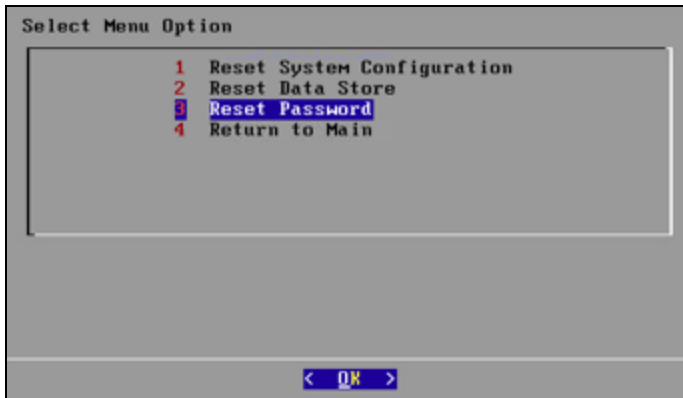 Select Menu Option
1 Reset System Configuration
2 Reset Data Store
3 Reset Password
4 Return to Main
< OK >